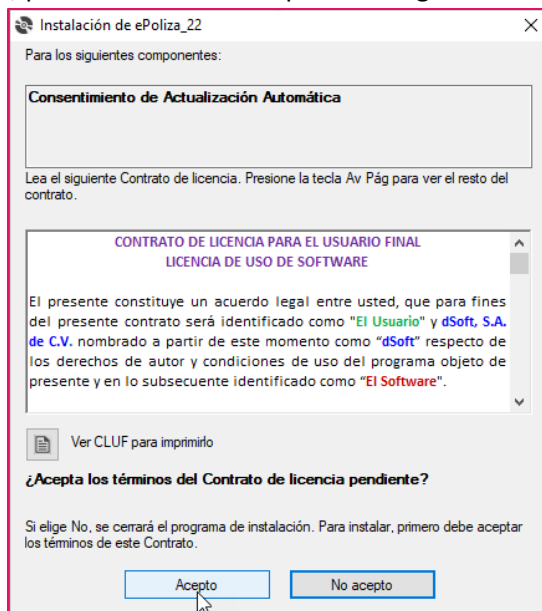 Instalación de ePoliza_22
Para los siguientes componentes:
Consentimiento de Actualización Automática
Lea el siguiente Contrato de licencia. Presione la tecla Av Pág para ver el resto del
contrato.
CONTRATO DE LICENCIA PARA EL USUARIO FINAL
LICENCIA DE USO DE SOFTWARE
El presente constituye un acuerdo legal entre usted, que para fines
del presente contrato será identificado como "El Usuario" y dSoft, S.A.
de C.V. nombrado a partir de este momento como “dSoft” respecto de
los derechos de autor y condiciones de uso del programa objeto de
presente y en lo subsecuente identificado como “El Software".
Ver CLUF para imprimirlo
¿Acepta los términos del Contrato de licencia pendiente?
Si elige No, se cerrará el programa de instalación. Para instalar, primero debe aceptar
los términos de este Contrato.
Acepto
No acepto